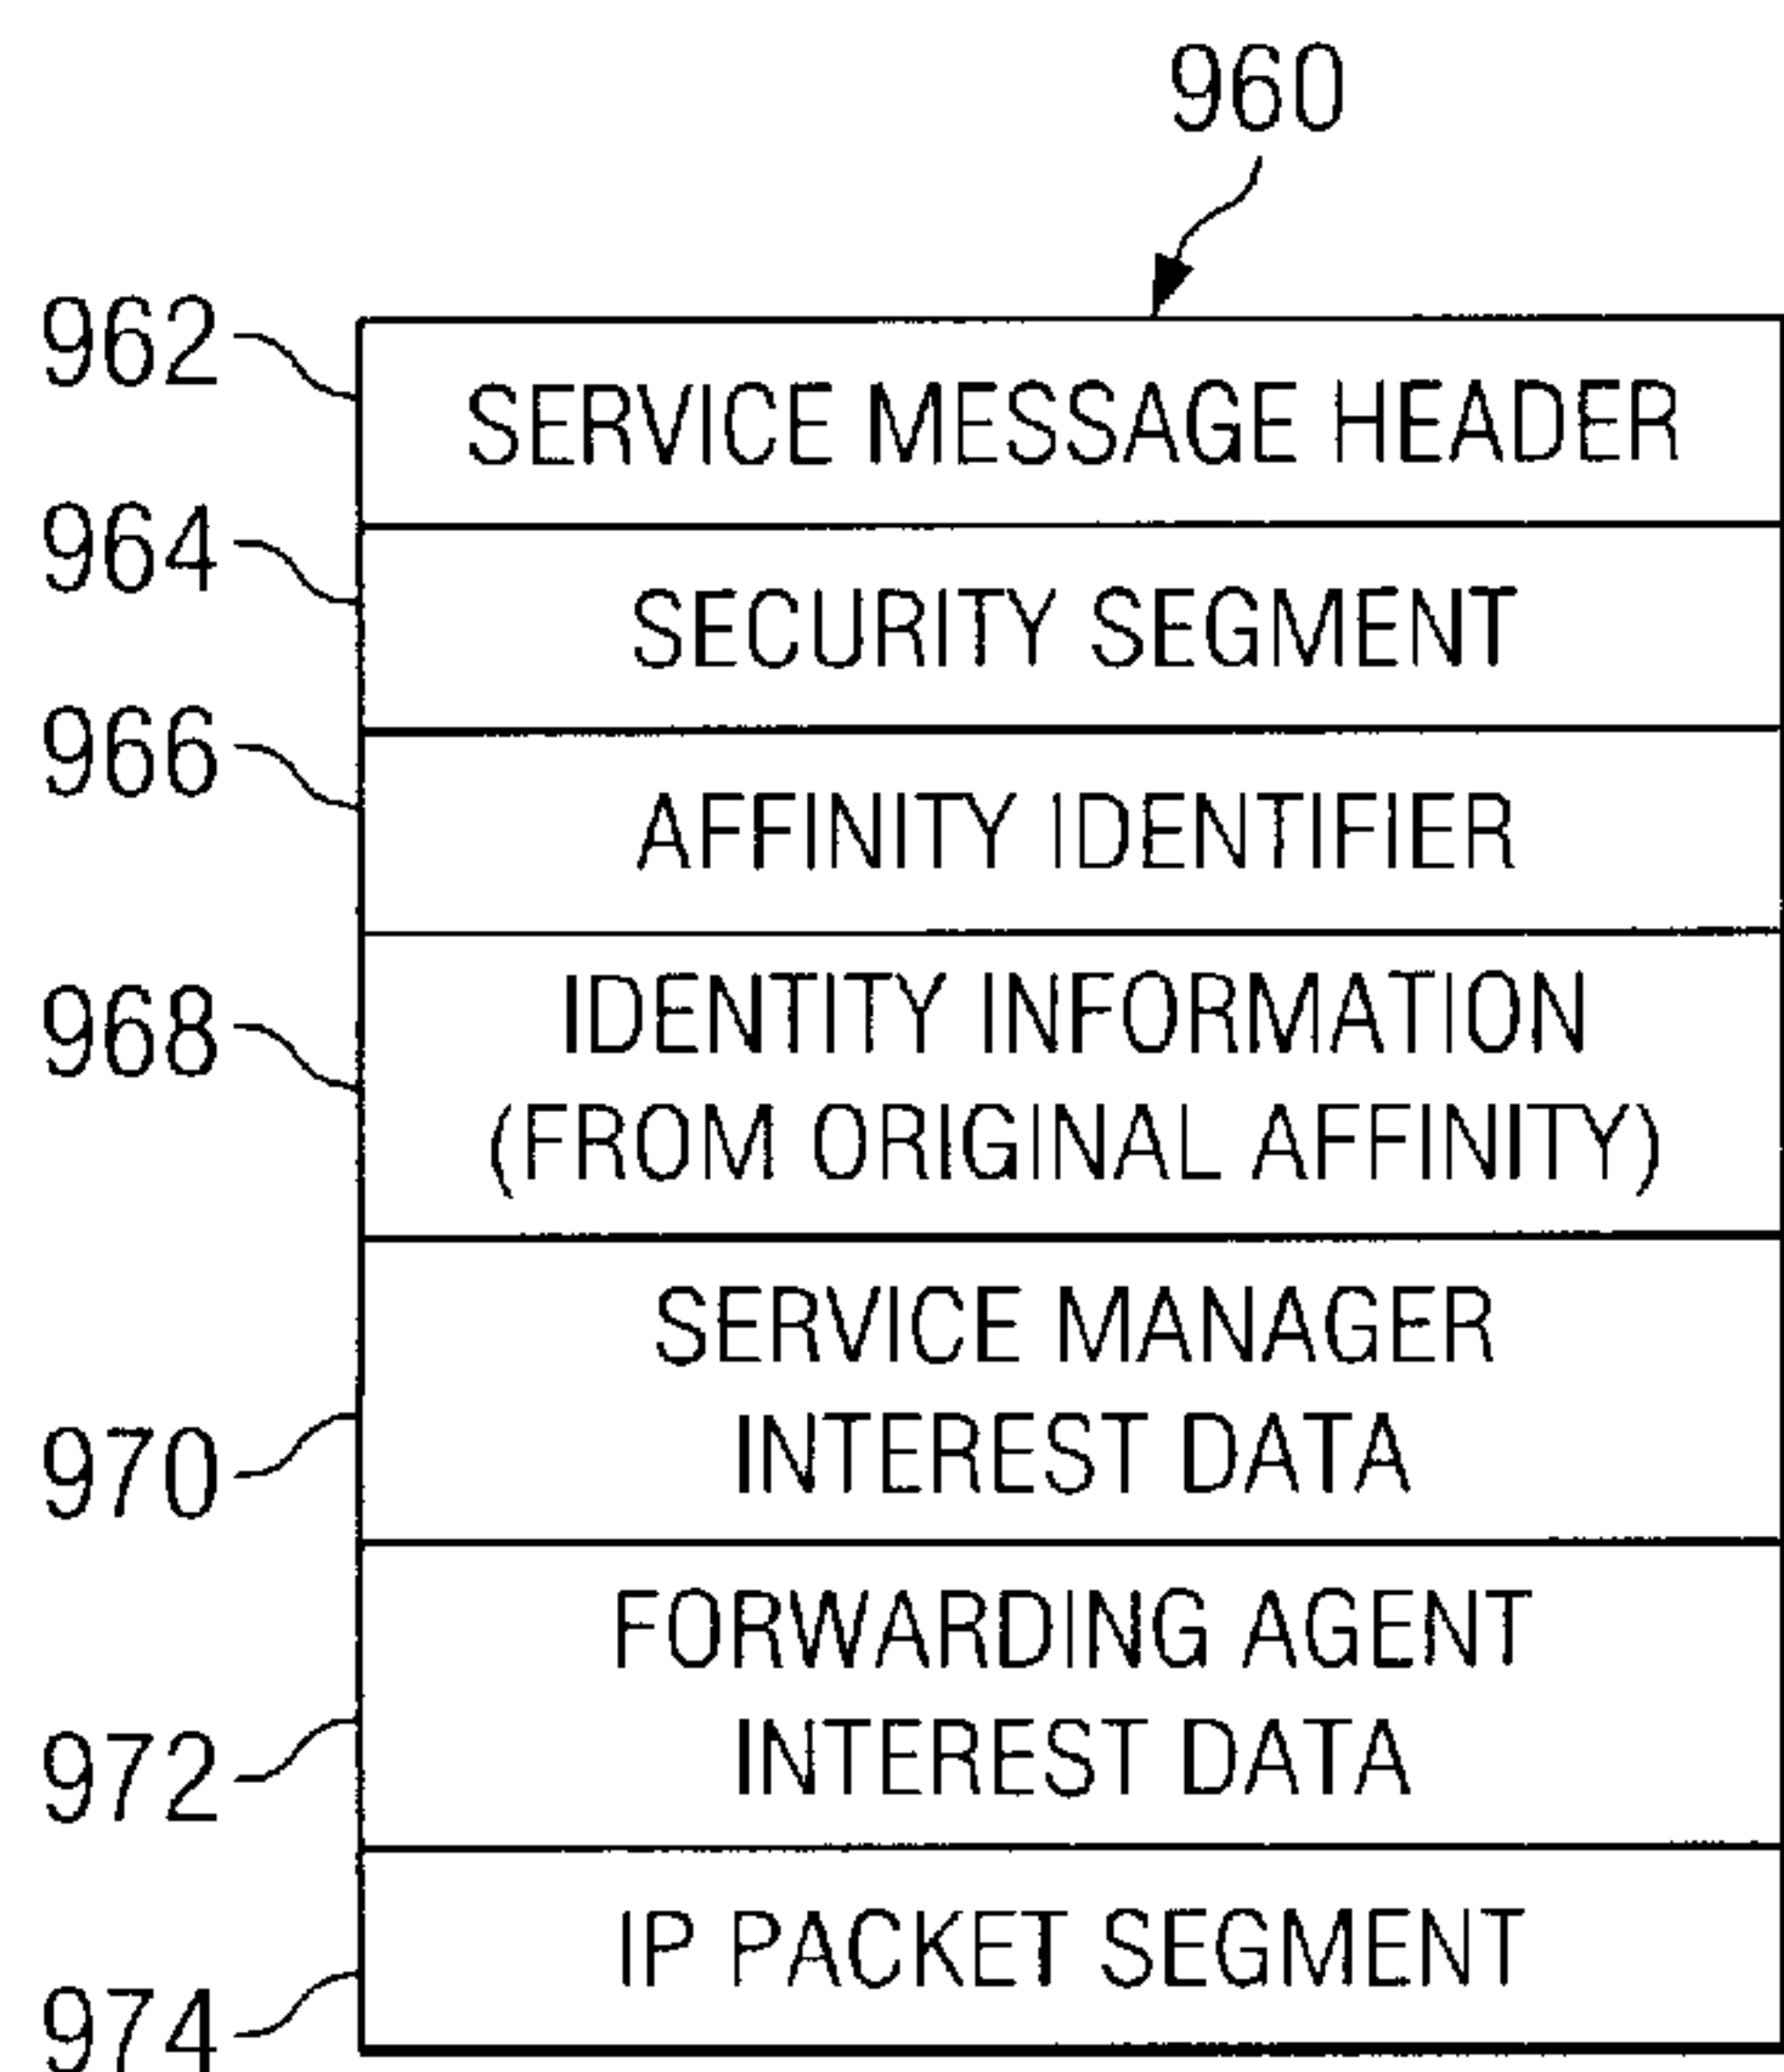 960
962
SERVICE MESSAGE HEADER
964
SECURITY SEGMENT
966
AFFINITY IDENTIFIER
968
IDENTITY INFORMATION
(FROM ORIGINAL AFFINITY)
970
SERVICE MANAGER
INTEREST DATA
972
FORWARDING AGENT
INTEREST DATA
974
IP PACKET SEGMENT